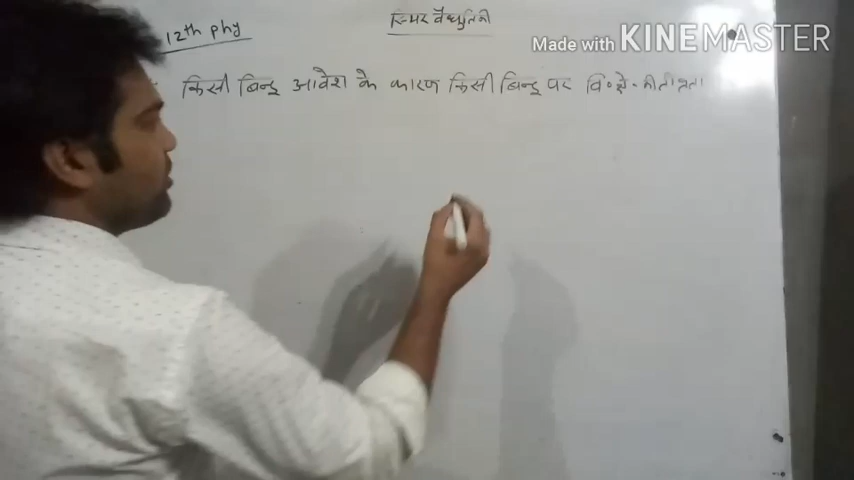 12th phy
स्थिर वैद्युतिकी
Made with KINEMASTER
किसी बिन्दु आवेश के कारण किसी बिन्दु पर वि॰ क्षे॰ की तीव्रता